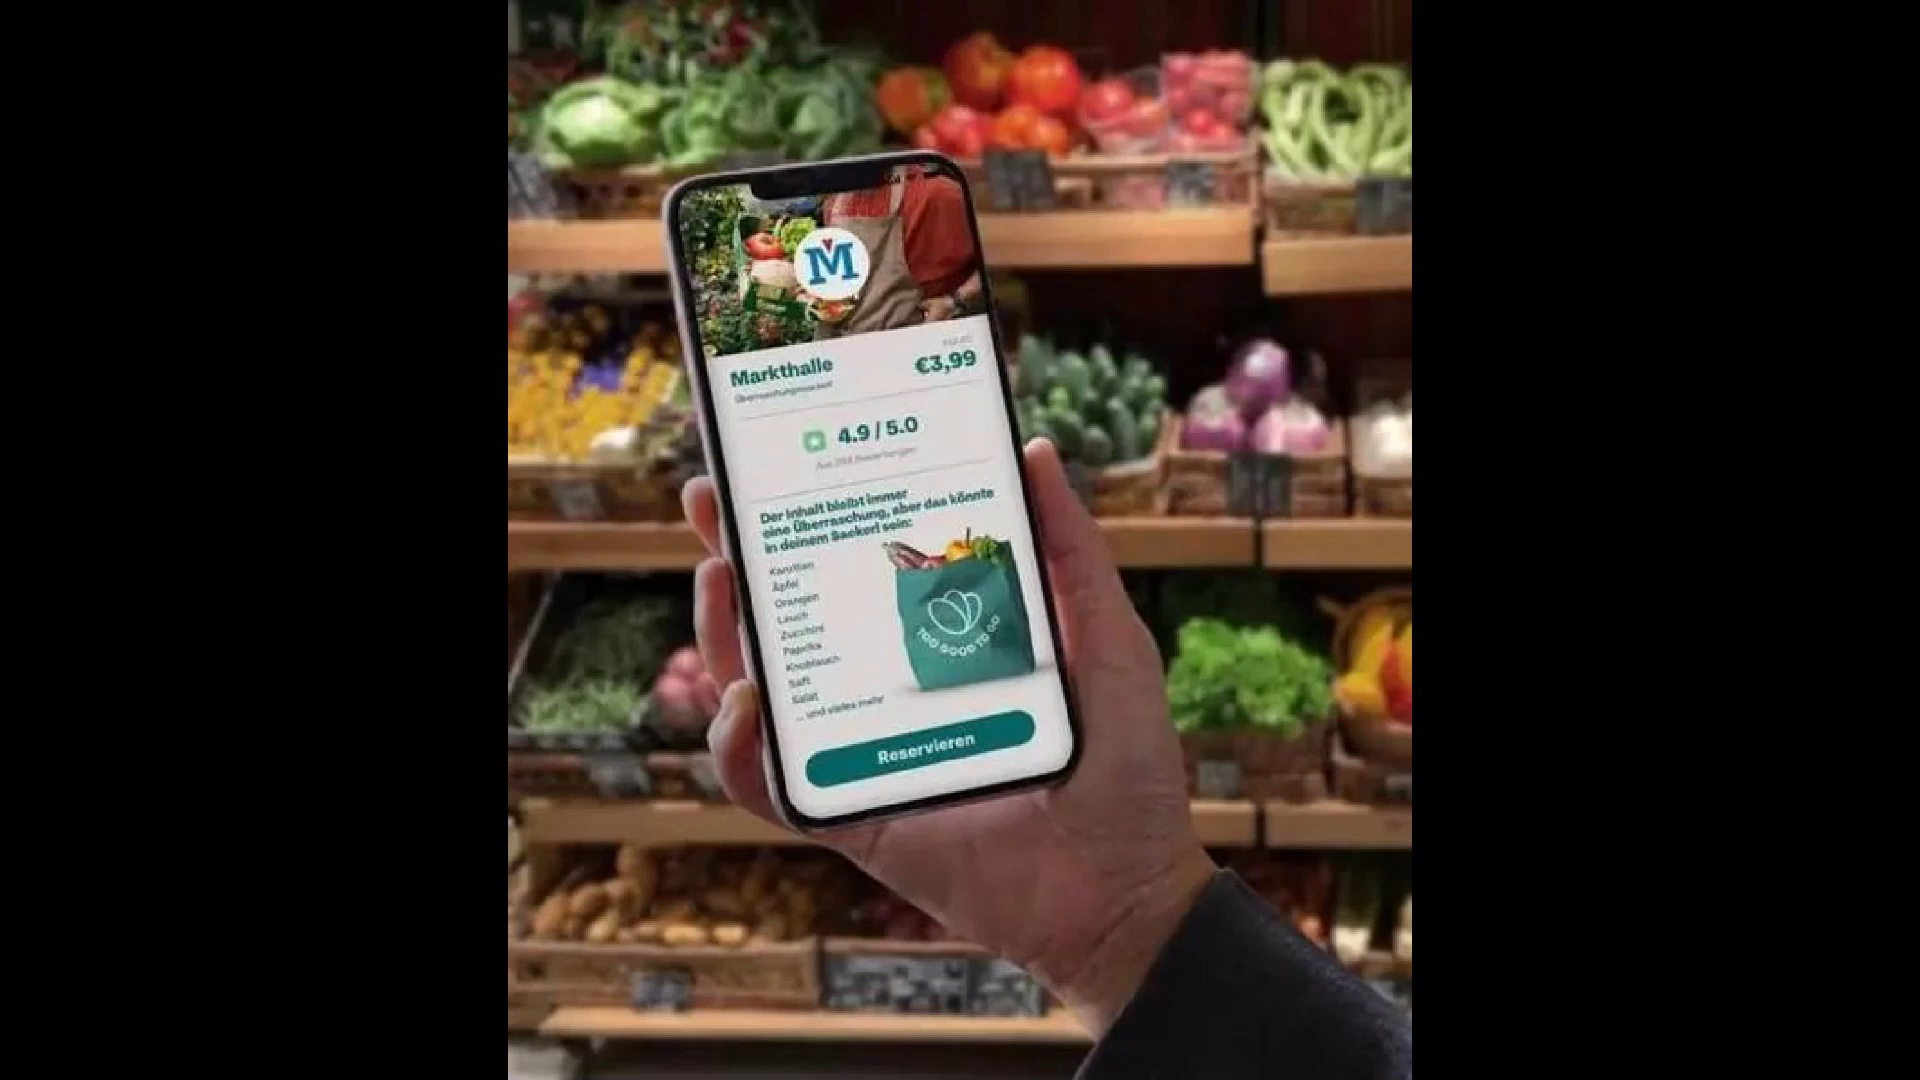 M
Markthalle
€3,99
Überraschungssackerl
4.9 / 5.0
Der Inhalt bleibt immer
eine Überraschung, aber das könnte
in deinem Sackerl sein:
Karotten
Äpfel
Orangen
Lauch
Zucchini
Paprika
Knoblauch
Saft
Salat
... und vieles mehr
TOO GOOD TO GO
Reservieren